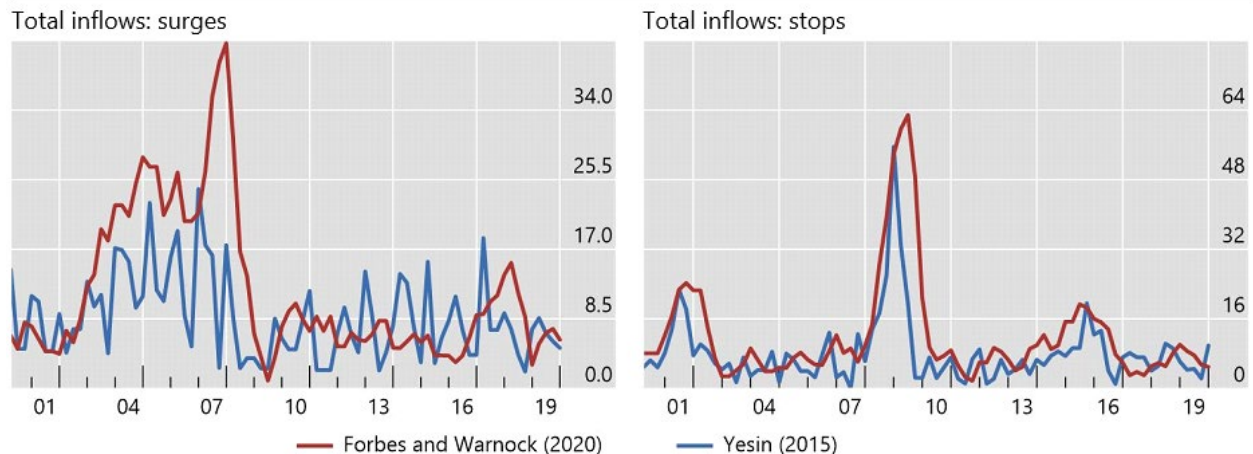 Total inflows: surges
34.0
25.5
17.0
8.5
0.0
01 04 07 10 13 16 19
Total inflows: stops
64
48
32
16
0
01 04 07 10 13 16 19
Forbes and Warnock (2020) Yesin (2015)